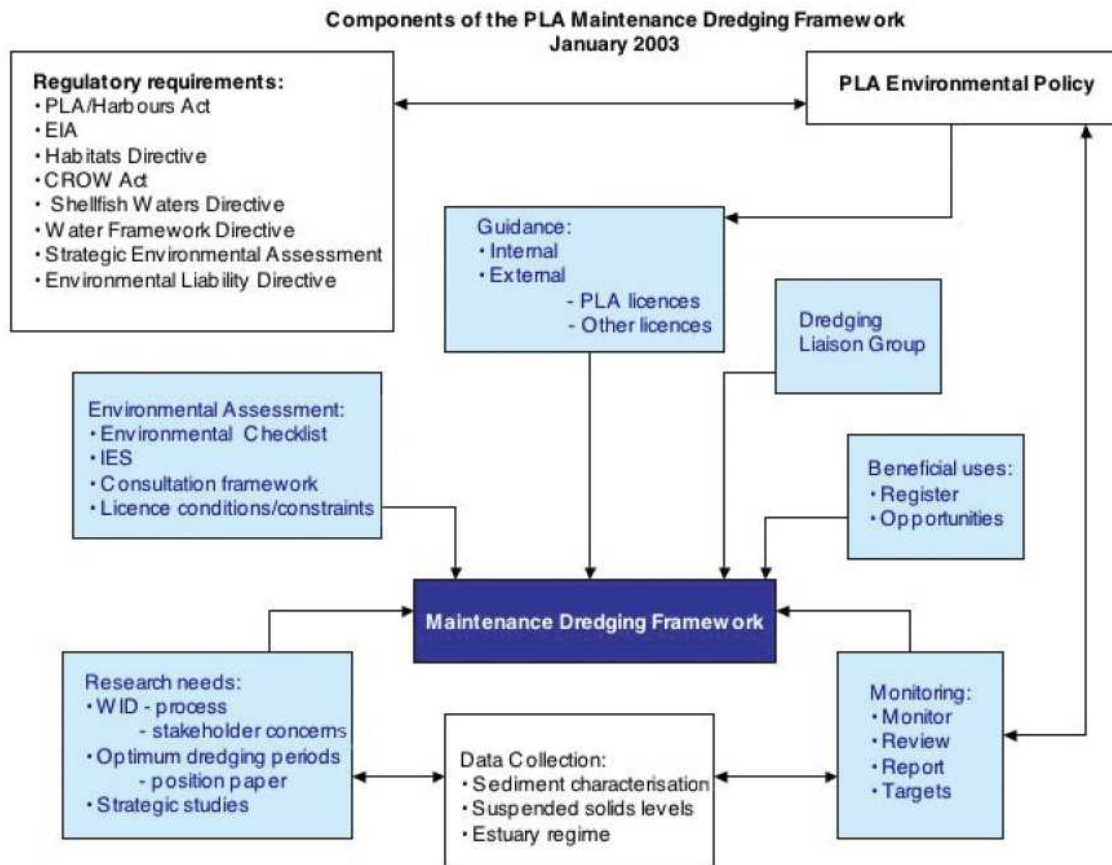 Components of the PLA Maintenance Dredging Framework
January 2003
Regulatory requirements:
• PLA/Harbours Act
• EIA
• Habitats Directive
• CROW Act
• Shellfish Waters Directive
• Water Framework Directive
• Strategic Environmental Assessment
• Environmental Liability Directive
PLA Environmental Policy
Guidance:
• Internal
• External
- PLA licences
- Other licences
Dredging
Liaison Group
Environmental Assessment:
• Environmental Checklist
• IES
• Consultation framework
• Licence conditions/constraints
Beneficial uses:
• Register
• Opportunities
Maintenance Dredging Framework
Research needs:
• WID - process
- stakeholder concerns
• Optimum dredging periods
- position paper
• Strategic studies
Data Collection:
• Sediment characterisation
• Suspended solids levels
• Estuary regime
Monitoring:
• Monitor
• Review
• Report
• Targets